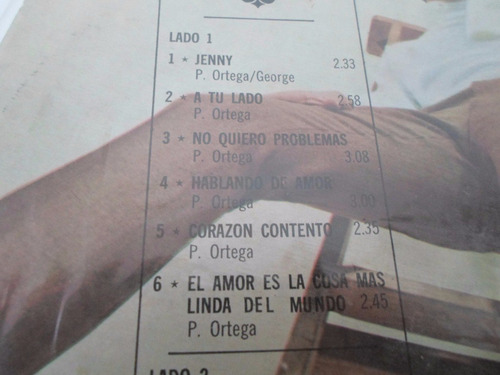 LADO 1
1 ★ JENNY 2.33
P. Ortega/George
2 ★ A TU LADO 2.58
P. Ortega
3 ★ NO QUIERO PROBLEMAS
P. Ortega 3.08
4 ★ HABLANDO DE AMOR
P. Ortega 3.00
5 ★ CORAZON CONTENTO 2.35
P. Ortega
6 ★ EL AMOR ES LA COSA MAS
LINDA DEL MUNDO 2.45
P. Ortega
LADO 2